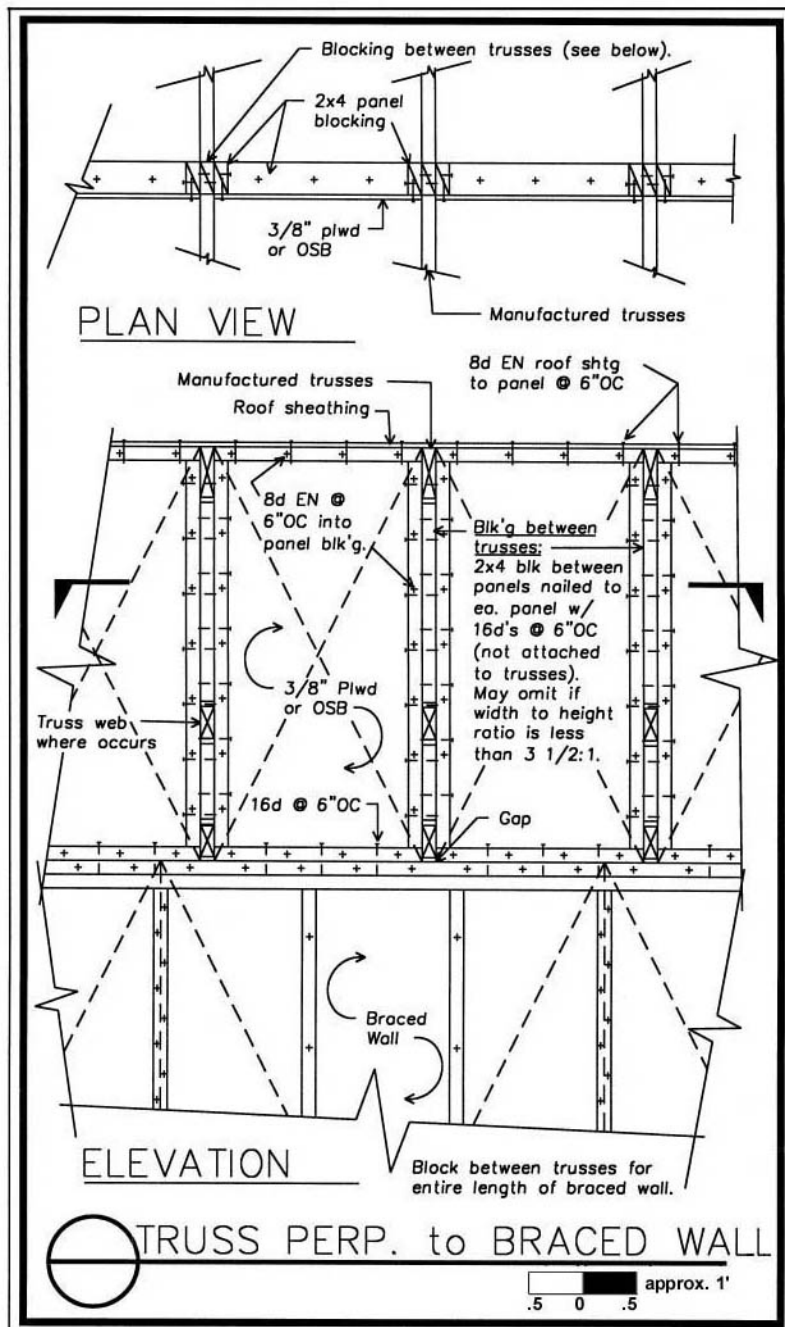 Blocking between trusses (see below).
2x4 panel
blocking
3/8" plwd
or OSB
Manufactured trusses
PLAN VIEW
8d EN roof shtg
to panel @ 6"OC
Manufactured trusses
Roof sheathing
8d EN @
6"OC into
panel blk'g.
Blk'g between
trusses:
2x4 blk between
panels nailed to
ea. panel w/
16d's @ 6"OC
(not attached
to trusses).
May omit if
width to height
ratio is less
than 3 1/2:1.
3/8" Plwd
or OSB
Truss web
where occurs
16d @ 6"OC
Gap
Braced
Wall
ELEVATION
Block between trusses for
entire length of braced wall.
TRUSS PERP. to BRACED WALL
approx. 1'
.5 0 .5